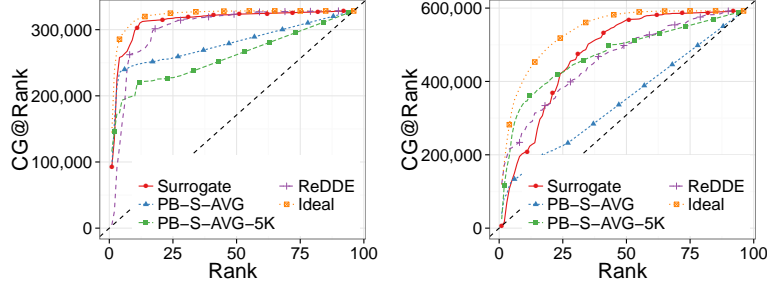 CG@Rank
300,000
200,000
100,000
0
Surrogate
PB−S−AVG
PB−S−AVG−5K
ReDDE
Ideal
0 25 50 75 100
Rank
CG@Rank
600,000
400,000
200,000
0
Surrogate
PB−S−AVG
PB−S−AVG−5K
ReDDE
Ideal
0 25 50 75 100
Rank